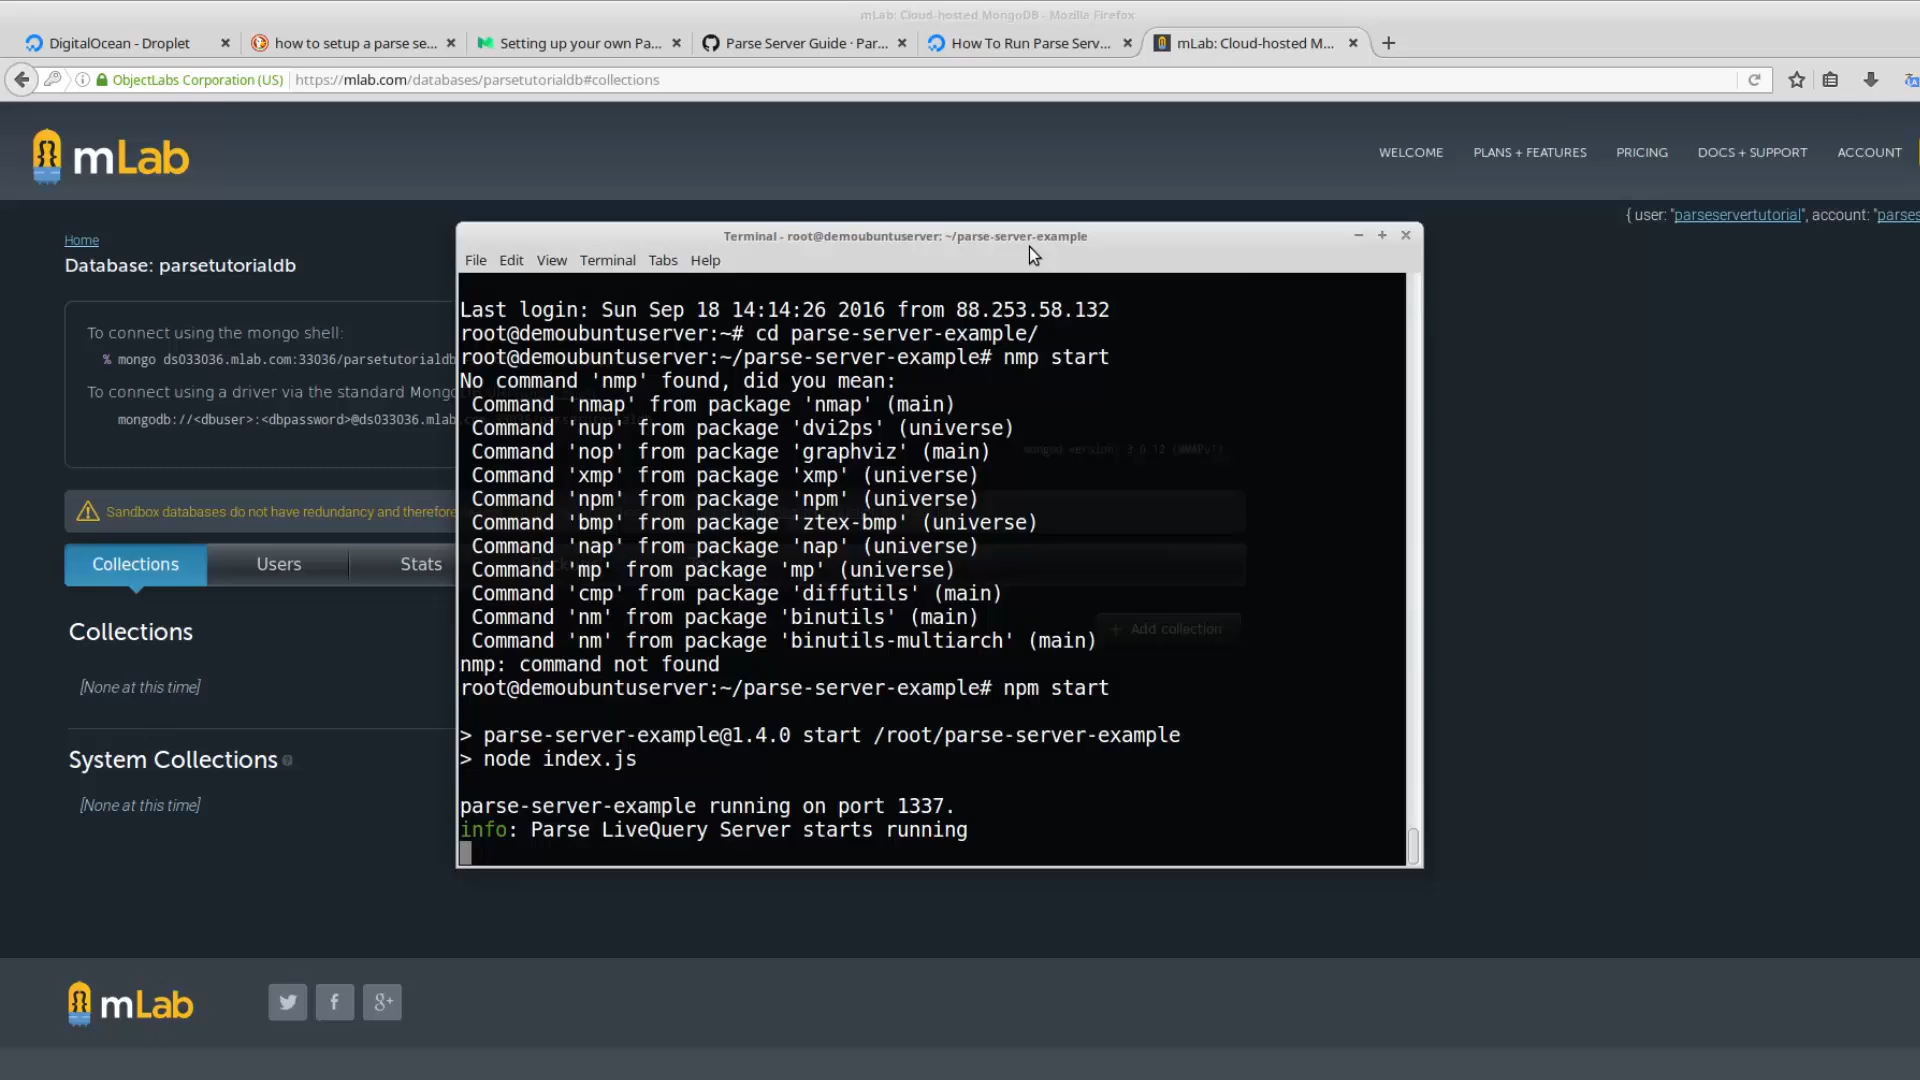 mLab: Cloud-hosted MongoDB - Mozilla Firefox
DigitalOcean - Droplet
how to setup a parse se...
Setting up your own Pa...
Parse Server Guide · Par...
How To Run Parse Serv...
mLab: Cloud-hosted M...
ObjectLabs Corporation (US)
https://mlab.com/databases/parsetutorialdb#collections
mLab
WELCOME
PLANS + FEATURES
PRICING
DOCS + SUPPORT
ACCOUNT
{ user: "parseservertutorial", account: "parses
Home
Database: parsetutorialdb
To connect using the mongo shell:
% mongo ds033036.mlab.com:33036/parsetutorialdb
To connect using a driver via the standard Mongo
mongodb://<dbuser>:<dbpassword>@ds033036.mlab.
Sandbox databases do not have redundancy and therefore
Collections
Users
Stats
Collections
[None at this time]
System Collections
[None at this time]
Terminal - root@demoubuntuserver: ~/parse-server-example
File Edit View Terminal Tabs Help
Last login: Sun Sep 18 14:14:26 2016 from 88.253.58.132
root@demoubuntuserver:~# cd parse-server-example/
root@demoubuntuserver:~/parse-server-example# nmp start
No command 'nmp' found, did you mean:
Command 'nmap' from package 'nmap' (main)
Command 'nup' from package 'dvi2ps' (universe)
Command 'nop' from package 'graphviz' (main)
Command 'xmp' from package 'xmp' (universe)
Command 'npm' from package 'npm' (universe)
Command 'bmp' from package 'ztex-bmp' (universe)
Command 'nap' from package 'nap' (universe)
Command 'mp' from package 'mp' (universe)
Command 'cmp' from package 'diffutils' (main)
Command 'nm' from package 'binutils' (main)
Command 'nm' from package 'binutils-multiarch' (main)
nmp: command not found
root@demoubuntuserver:~/parse-server-example# npm start
> parse-server-example@1.4.0 start /root/parse-server-example
> node index.js
parse-server-example running on port 1337.
info: Parse LiveQuery Server starts running
+ Add collection
mLab